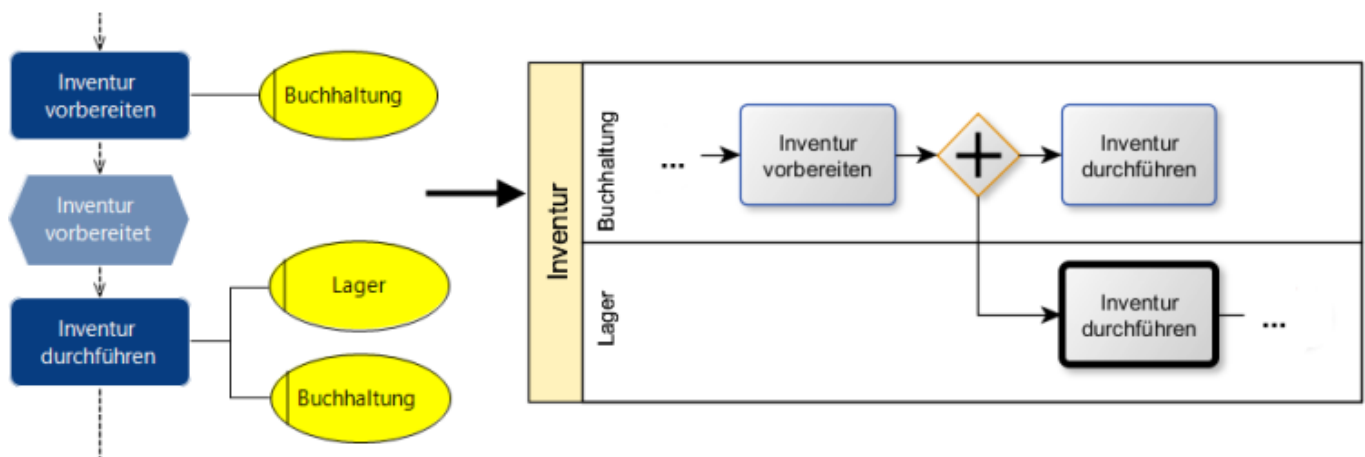 Inventur
vorbereiten
Buchhaltung
Inventur
vorbereitet
Lager
Inventur
durchführen
Buchhaltung
Inventur
Buchhaltung
...
Inventur
vorbereiten
Inventur
durchführen
Lager
Inventur
durchführen
...